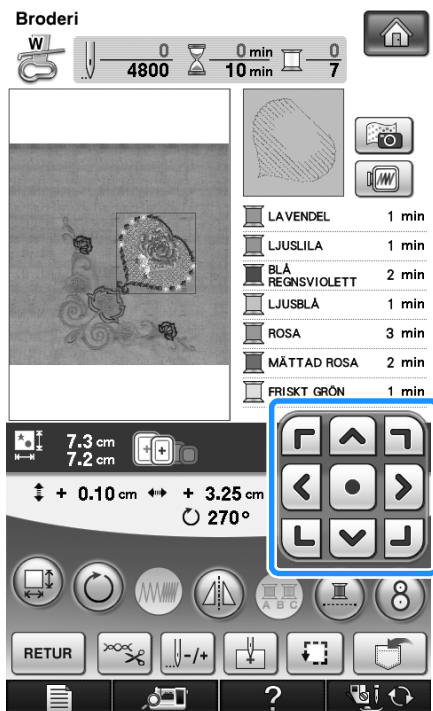 Broderi
W
0
4800
0 min
10 min
0
7
LAVENDEL 1 min
LJUSLILA 1 min
BLÅ
REGNSVIOLETT 2 min
LJUSBLÅ 1 min
ROSA 3 min
MÄTTAD ROSA 2 min
FRISKT GRÖN 1 min
7.3 cm
7.2 cm
+ 0.10 cm + 3.25 cm
270°
A B C
8
RETUR
-/+
?